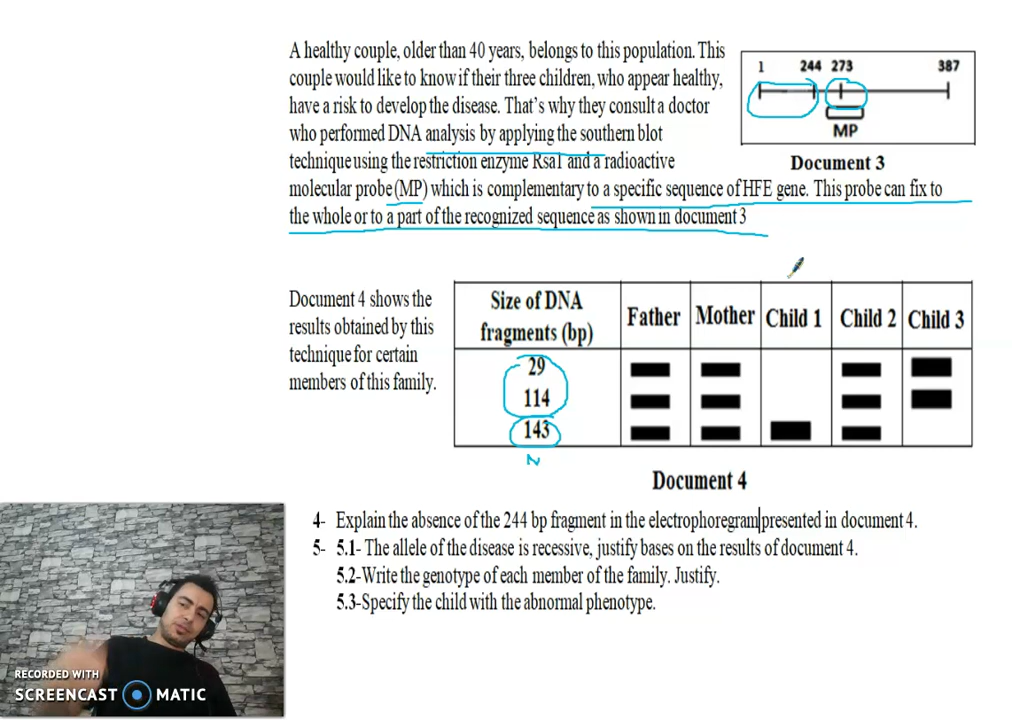 A healthy couple, older than 40 years, belongs to this population. This
couple would like to know if their three children, who appear healthy,
have a risk to develop the disease. That's why they consult a doctor
who performed DNA analysis by applying the southern blot
technique using the restriction enzyme Rsa1 and a radioactive
molecular probe (MP) which is complementary to a specific sequence of HFE gene. This probe can fix to
the whole or to a part of the recognized sequence as shown in document 3
1 244 273 387
MP
Document 3
Document 4 shows the
results obtained by this
technique for certain
members of this family.
Size of DNA
fragments (bp)
Father Mother Child 1 Child 2 Child 3
29
114
143
N
Document 4
4- Explain the absence of the 244 bp fragment in the electrophoregram presented in document 4.
5- 5.1- The allele of the disease is recessive, justify bases on the results of document 4.
5.2-Write the genotype of each member of the family. Justify.
5.3-Specify the child with the abnormal phenotype.
RECORDED WITH
SCREENCAST MATIC